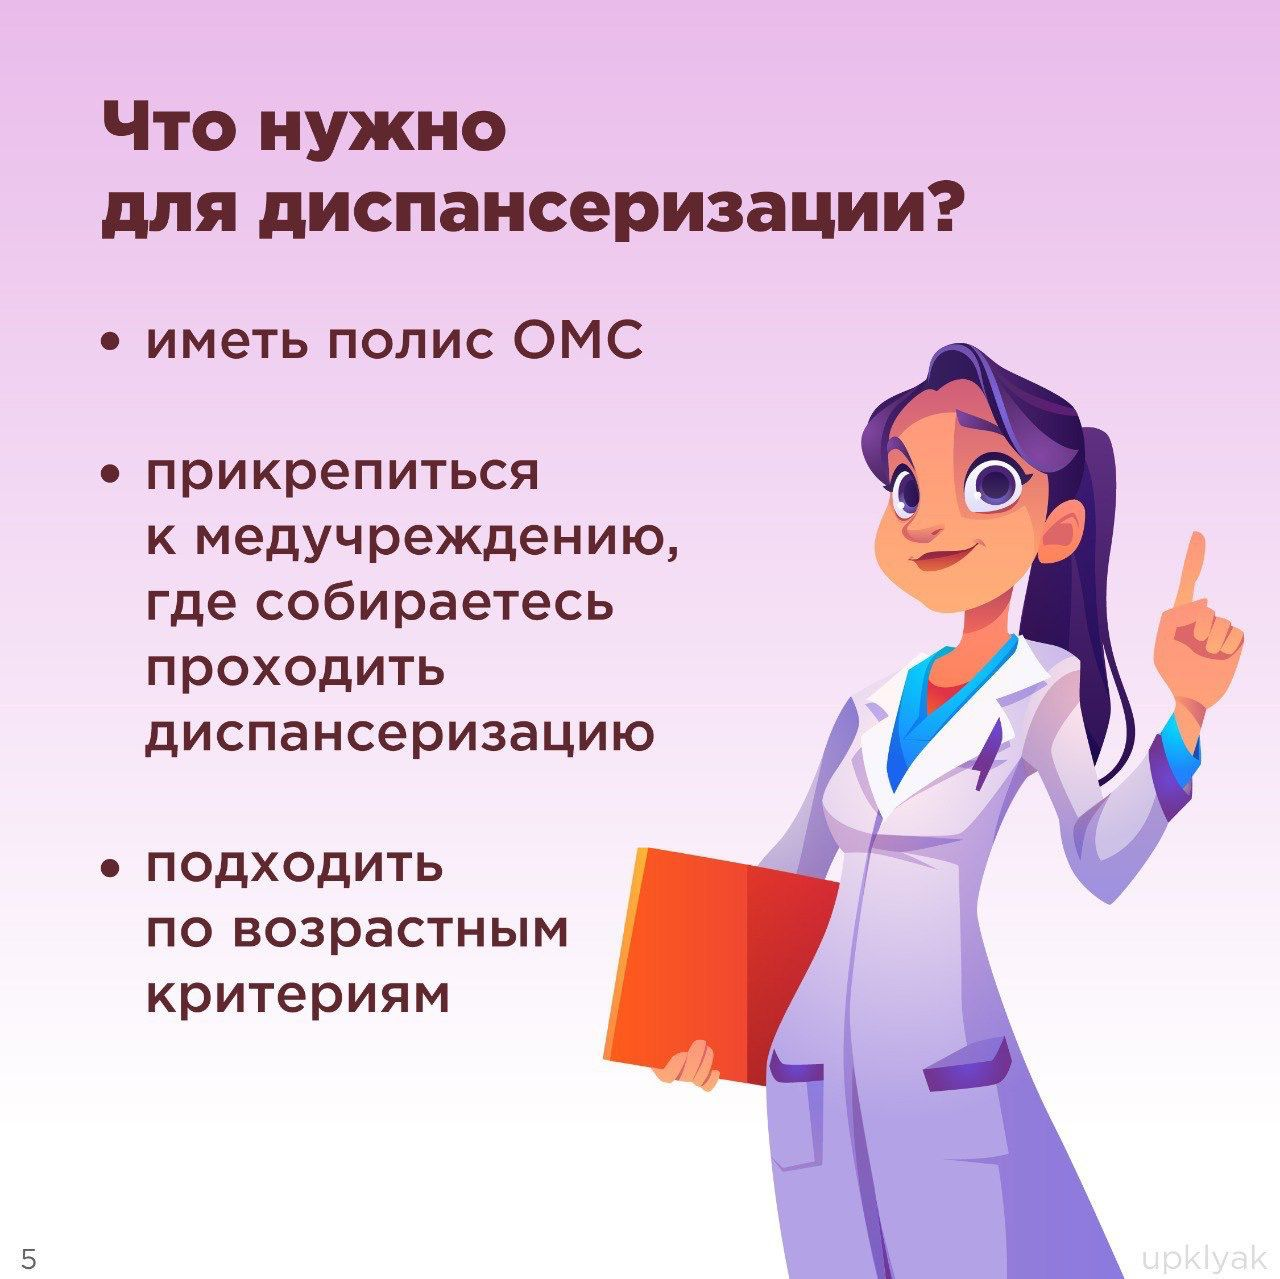 Что нужно
для диспансеризации?
• иметь полис ОМС
• прикрепиться
к медучреждению,
где собираетесь
проходить
диспансеризацию
• подходить
по возрастным
критериям
5
upklyak